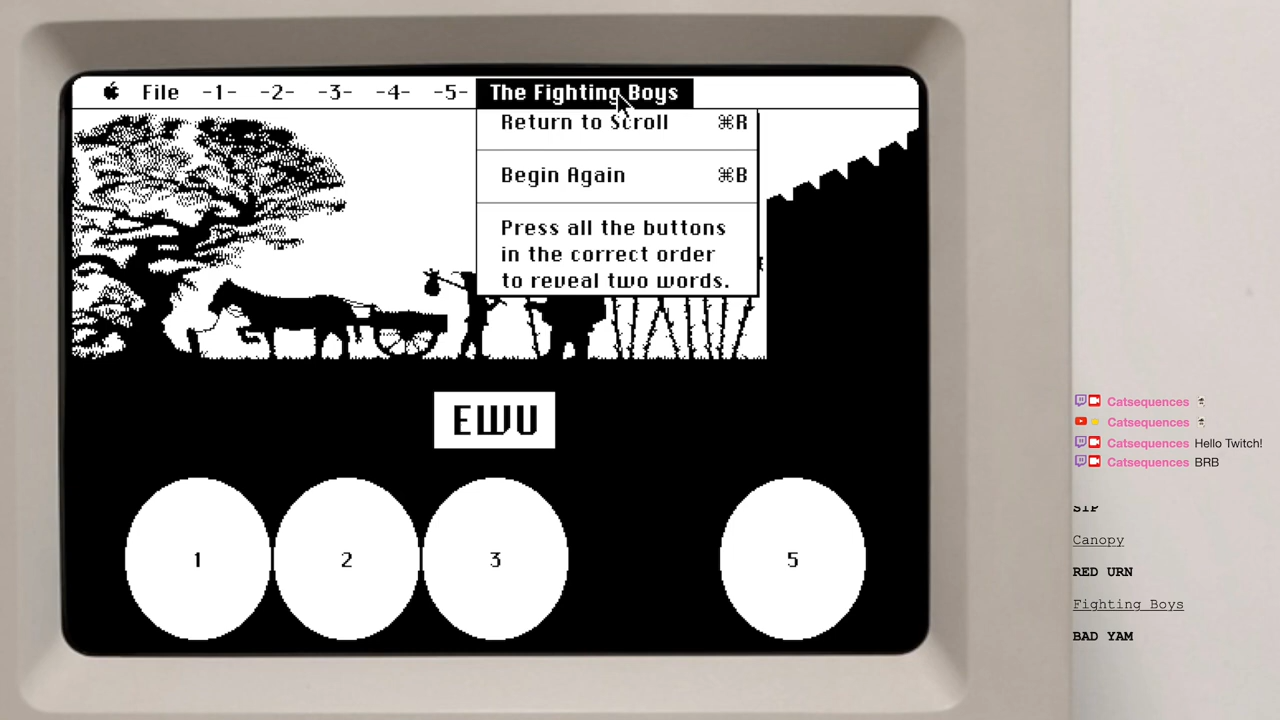 File -1- -2- -3- -4- -5- The Fighting Boys
Return to Scroll ⌘R
Begin Again ⌘B
Press all the buttons
in the correct order
to reveal two words.
EWU
1 2 3 5
Catsequences
Catsequences
Catsequences Hello Twitch!
Catsequences BRB
SIP
Canopy
RED URN
Fighting Boys
BAD YAM